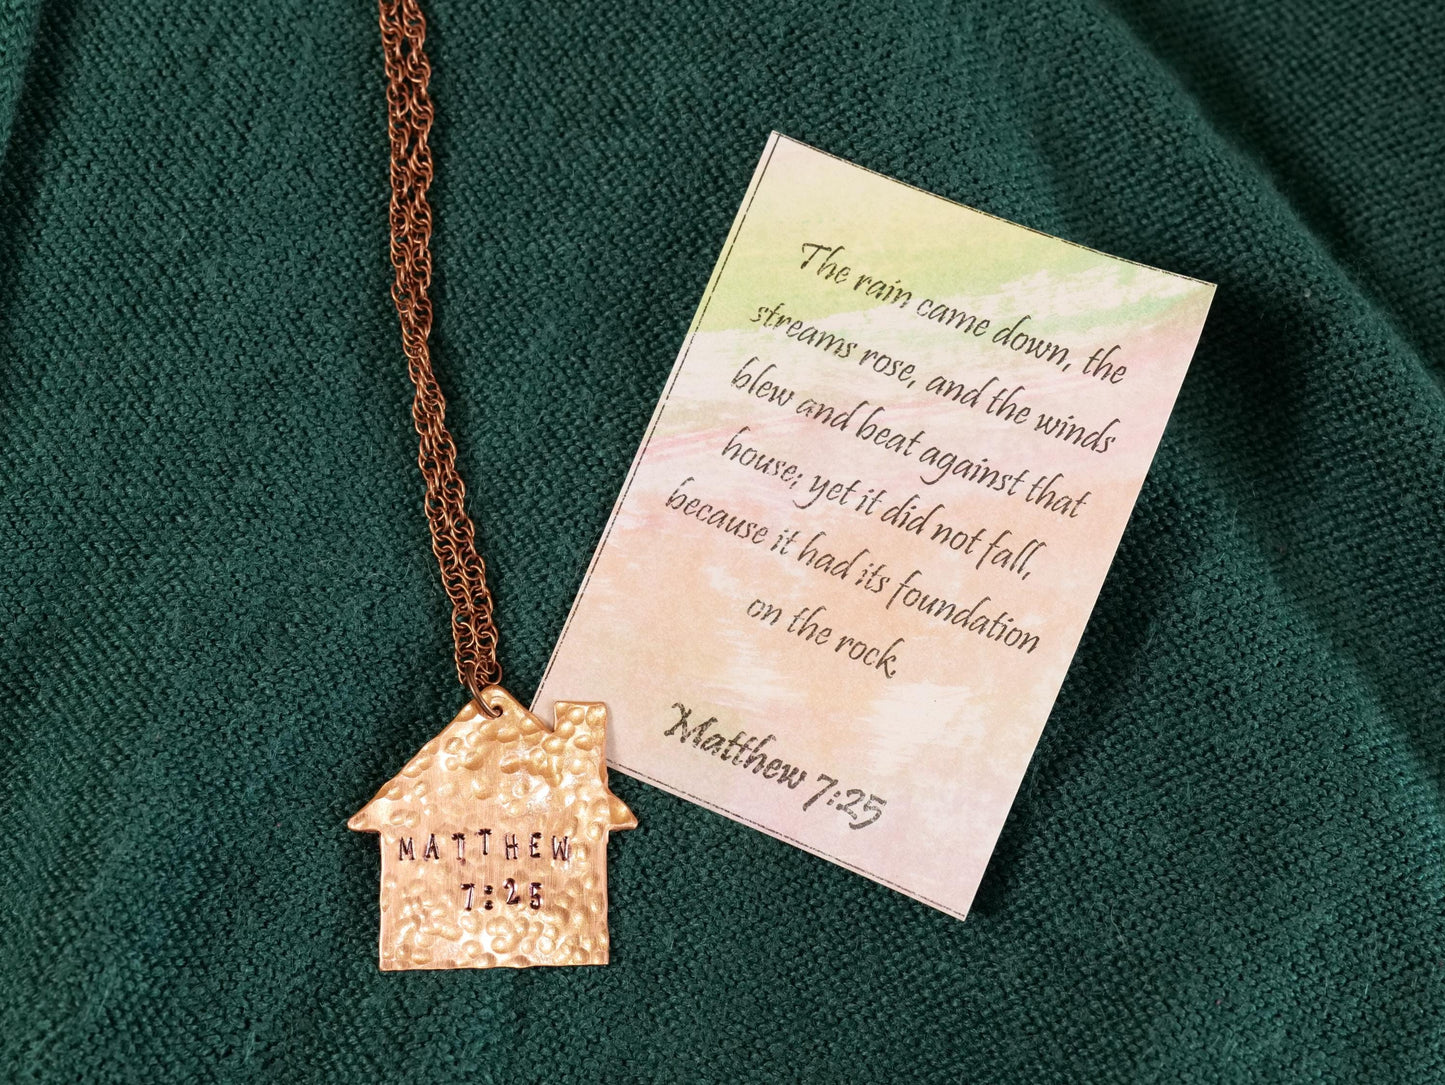 MATTHEW
7:25
The rain came down, the
streams rose, and the winds
blew and beat against that
house; yet it did not fall,
because it had its foundation
on the rock.
Matthew 7:25